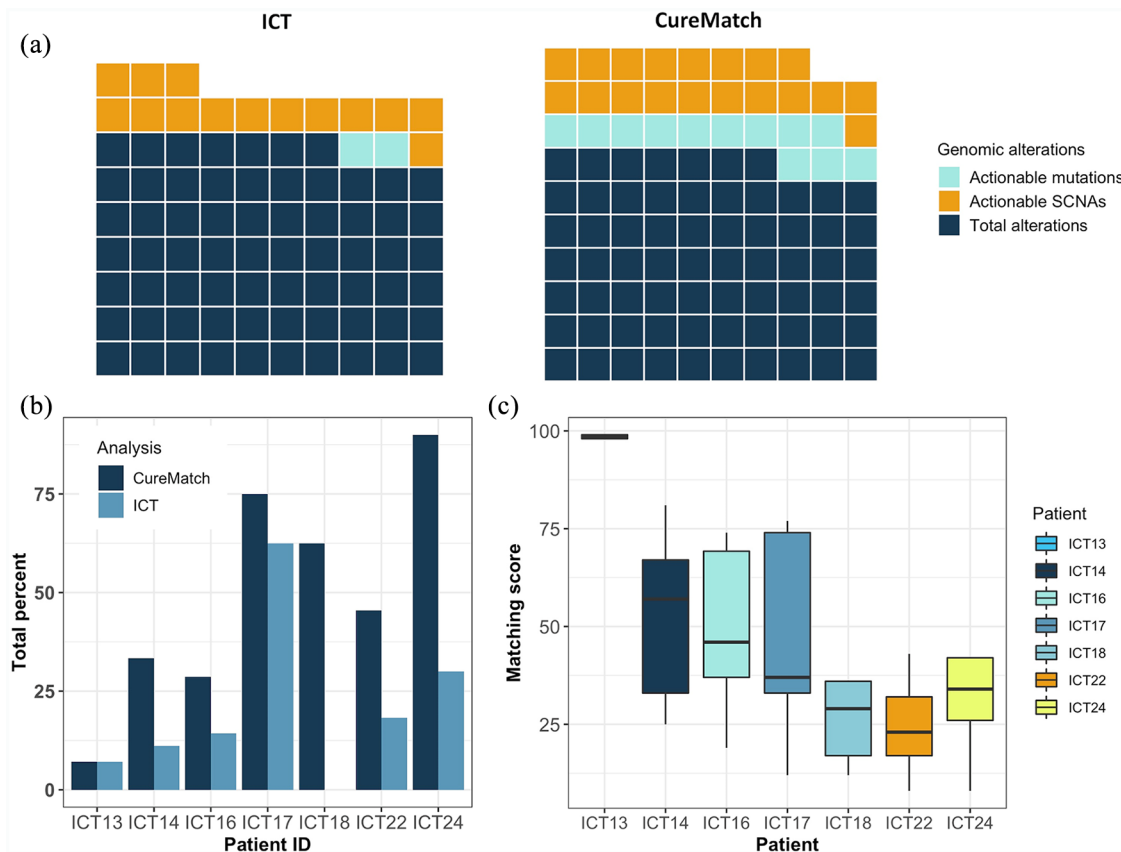 (a)
ICT
CureMatch
Genomic alterations
Actionable mutations
Actionable SCNAs
Total alterations
(b)
Total percent
75
50
25
0
Analysis
CureMatch
ICT
ICT13 ICT14 ICT16 ICT17 ICT18 ICT22 ICT24
Patient ID
(c)
Matching score
100
75
50
25
ICT13 ICT14 ICT16 ICT17 ICT18 ICT22 ICT24
Patient
Patient
ICT13
ICT14
ICT16
ICT17
ICT18
ICT22
ICT24